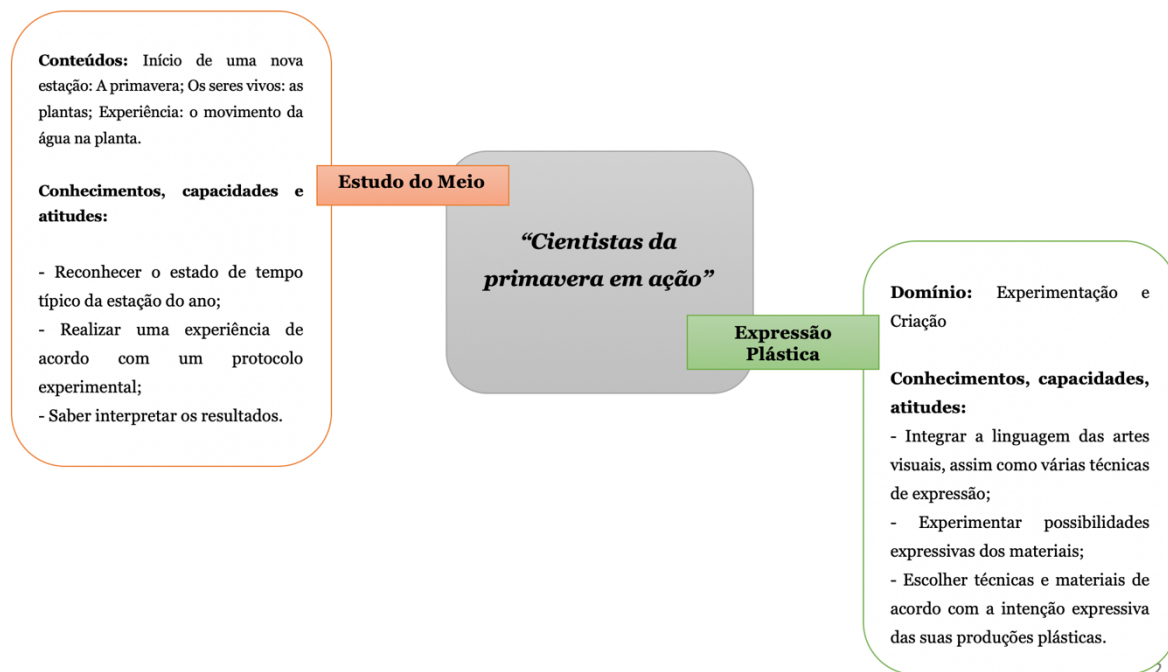 Conteúdos: Início de uma nova
estação: A primavera; Os seres vivos: as
plantas; Experiência: o movimento da
água na planta.
Conhecimentos, capacidades e
atitudes:
- Reconhecer o estado de tempo
típico da estação do ano;
- Realizar uma experiência de
acordo com um protocolo
experimental;
- Saber interpretar os resultados.
Estudo do Meio
“Cientistas da
primavera em ação”
Expressão
Plástica
Domínio: Experimentação e
Criação
Conhecimentos, capacidades,
atitudes:
- Integrar a linguagem das artes
visuais, assim como várias técnicas
de expressão;
- Experimentar possibilidades
expressivas dos materiais;
- Escolher técnicas e materiais de
acordo com a intenção expressiva
das suas produções plásticas.